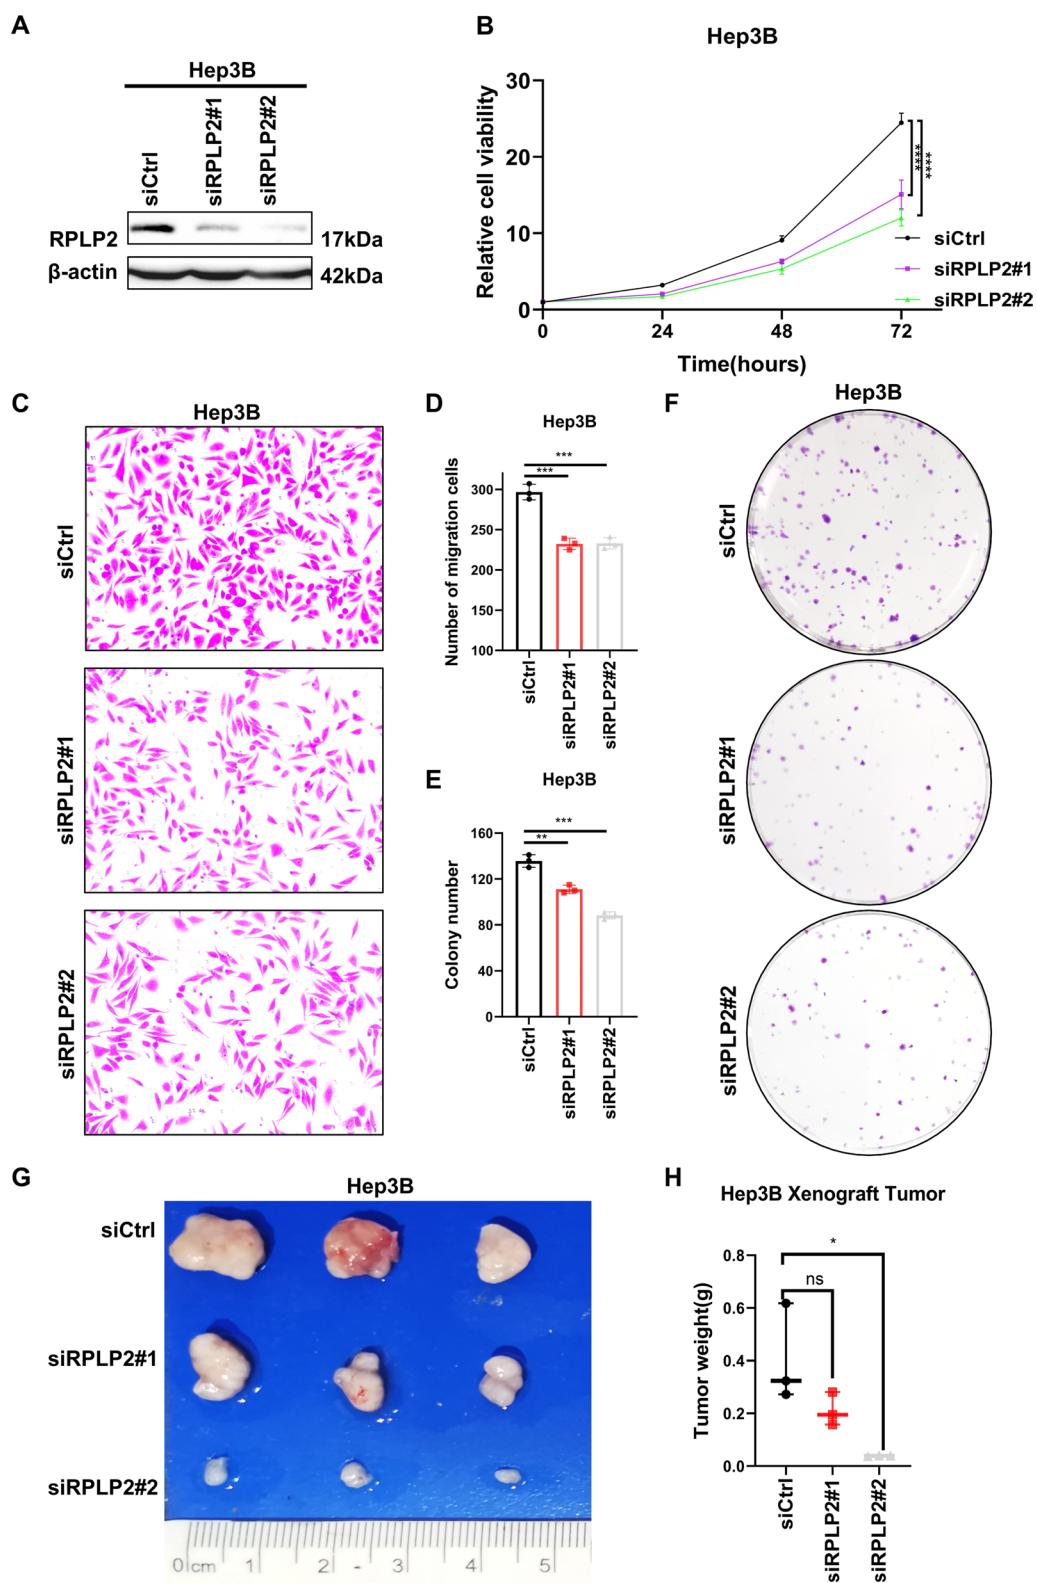 A
Hep3B
siCtrl
siRPLP2#1
siRPLP2#2
RPLP2
17kDa
β-actin
42kDa
B
Hep3B
Relative cell viability
30
20
10
0
0
24
48
72
Time(hours)
****
****
siCtrl
siRPLP2#1
siRPLP2#2
C
Hep3B
siCtrl
siRPLP2#1
siRPLP2#2
D
Hep3B
Number of migration cells
300
250
200
150
100
***
***
siCtrl
siRPLP2#1
siRPLP2#2
E
Hep3B
Colony number
160
120
80
40
0
***
**
siCtrl
siRPLP2#1
siRPLP2#2
F
Hep3B
siCtrl
siRPLP2#1
siRPLP2#2
G
Hep3B
siCtrl
siRPLP2#1
siRPLP2#2
0 cm 1 2 - 3 4 5
H
Hep3B Xenograft Tumor
Tumor weight(g)
0.8
0.6
0.4
0.2
0.0
*
ns
siCtrl
siRPLP2#1
siRPLP2#2